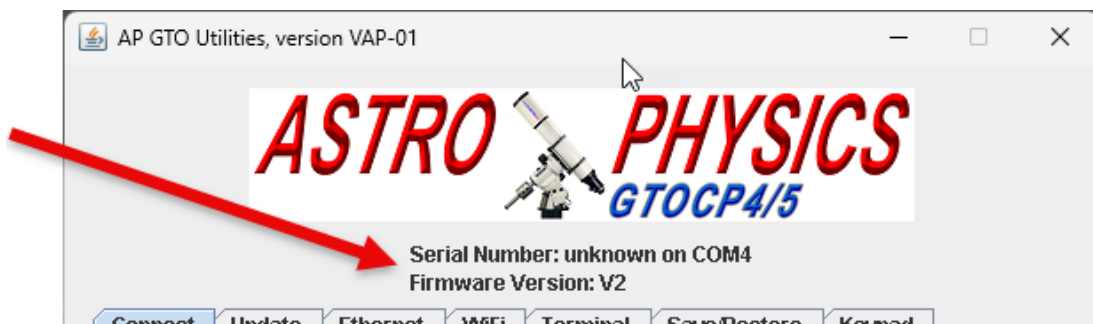 AP GTO Utilities, version VAP-01
ASTRO PHYSICS
GTOCP4/5
Serial Number: unknown on COM4
Firmware Version: V2
Connect Update Ethernet WiFi Terminal Save/Restore Keypad